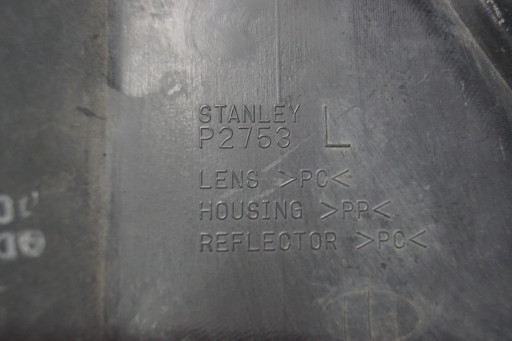 STANLEY
P2753 L
LENS >PC<
HOUSING >PP<
REFLECTOR >PC<